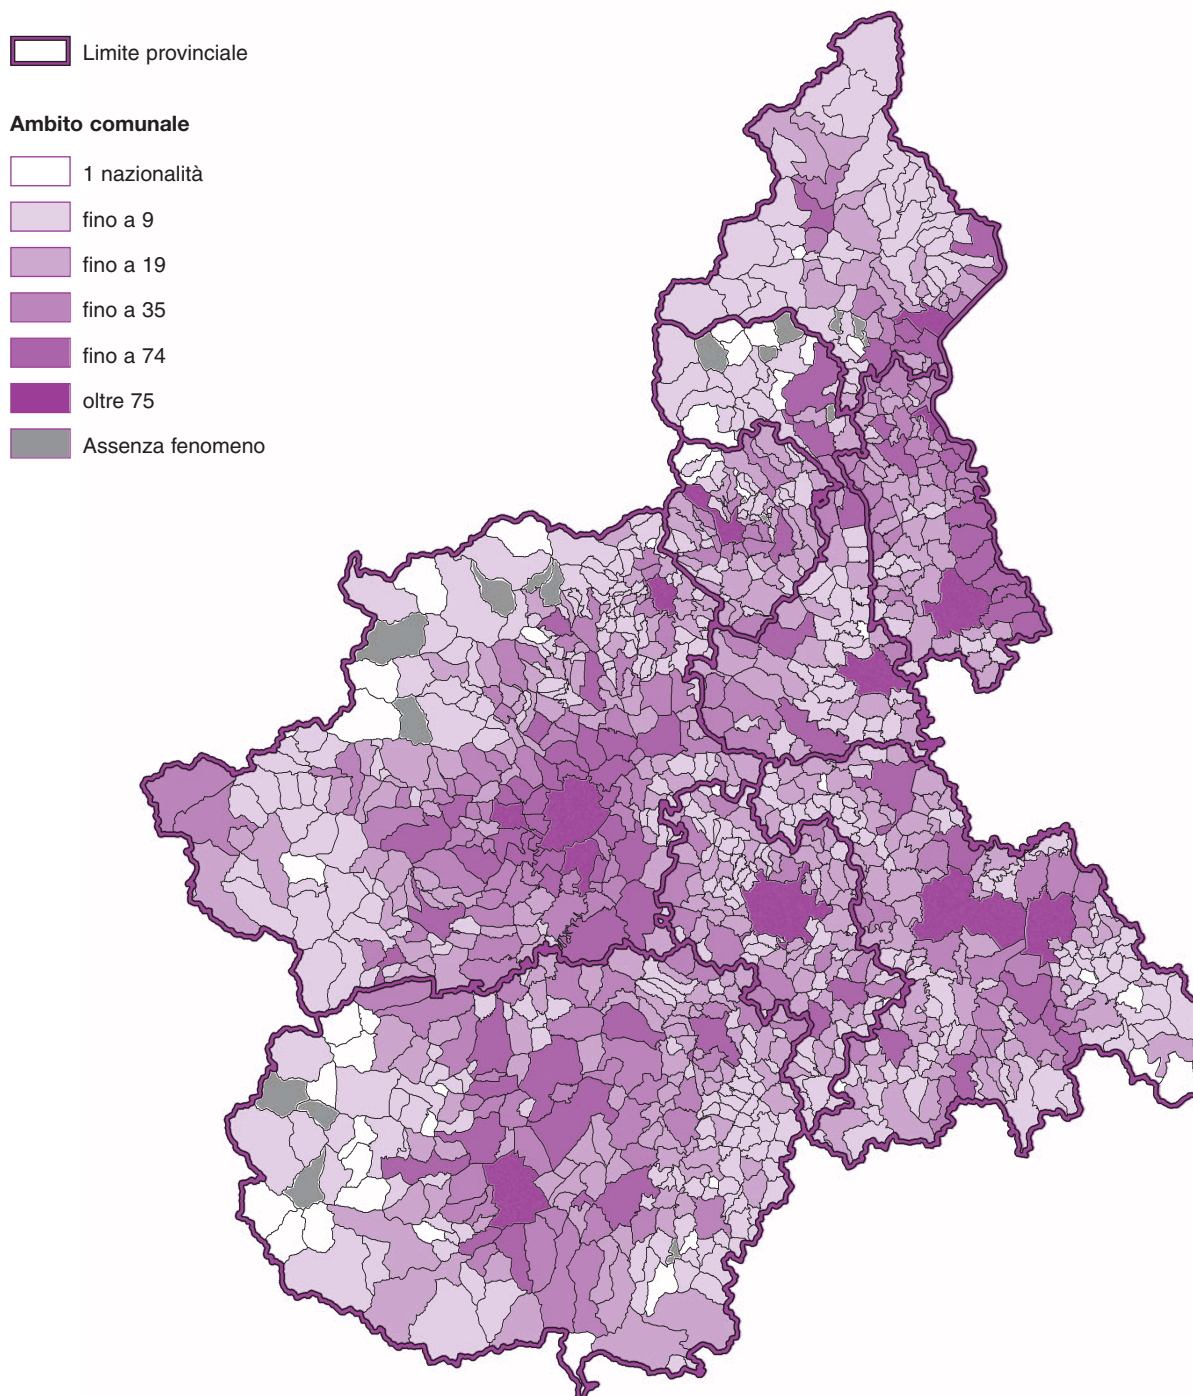 Limite provinciale
Ambito comunale
1 nazionalità
fino a 9
fino a 19
fino a 35
fino a 74
oltre 75
Assenza fenomeno